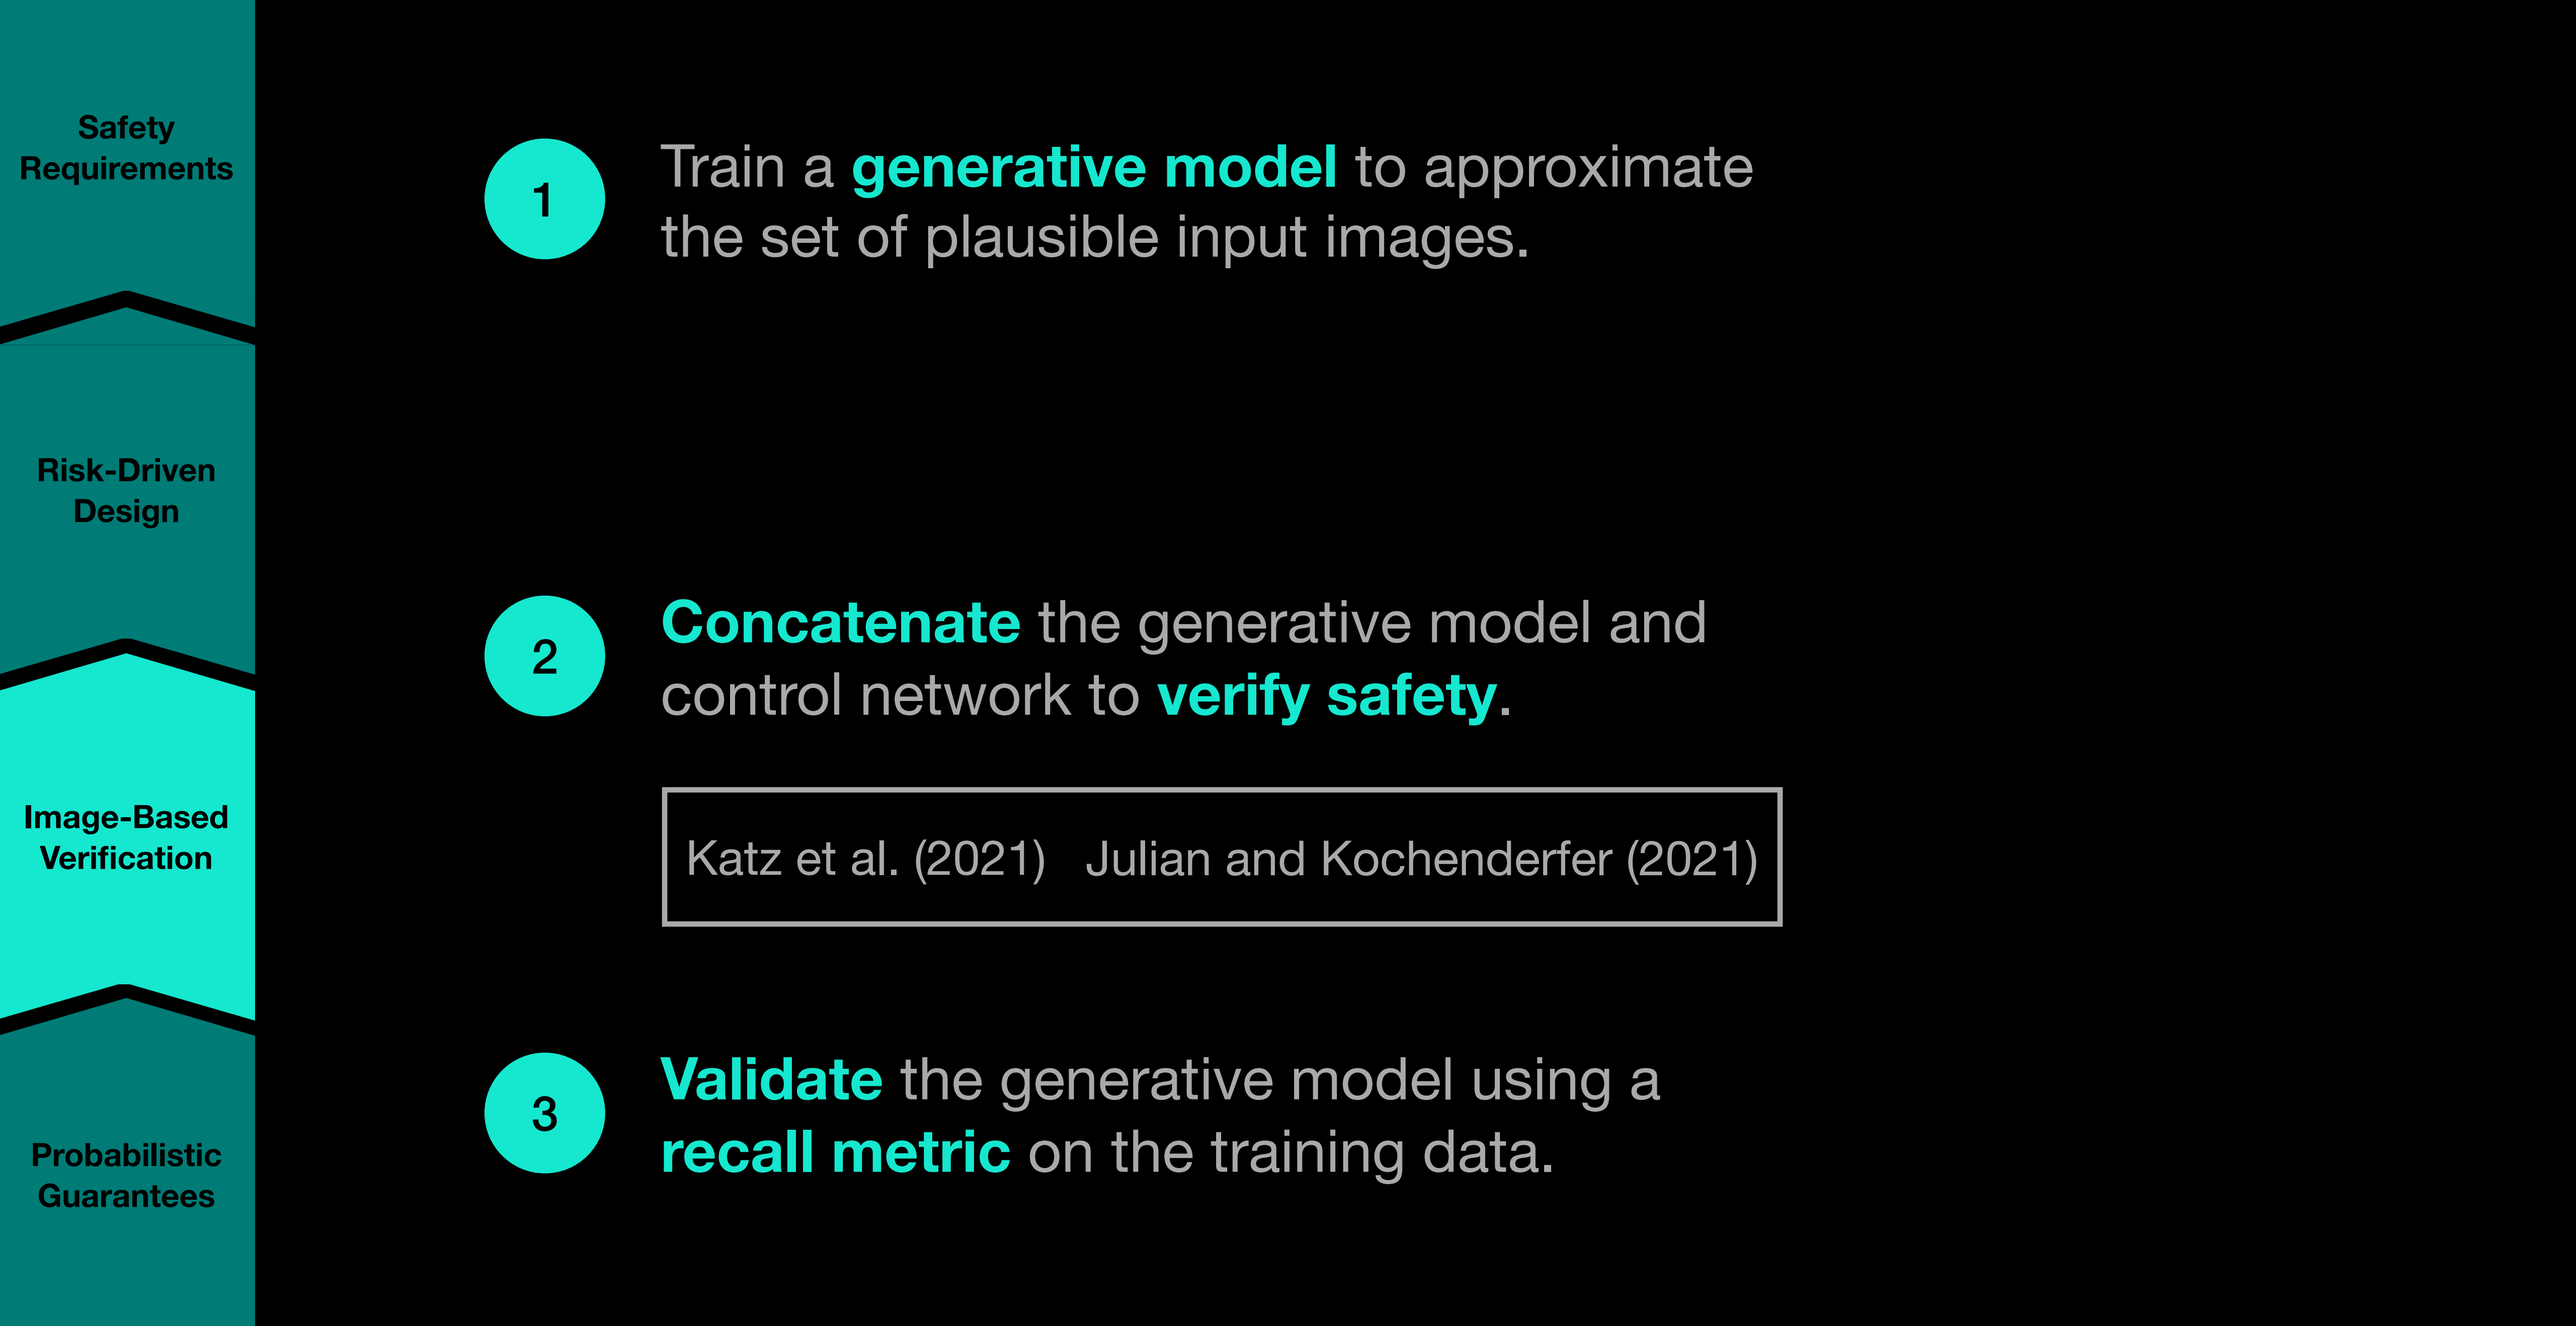 Safety
Requirements
Risk-Driven
Design
Image-Based
Verification
Probabilistic
Guarantees
1
Train a generative model to approximate
the set of plausible input images.
2
Concatenate the generative model and
control network to verify safety.
Katz et al. (2021) Julian and Kochenderfer (2021)
3
Validate the generative model using a
recall metric on the training data.